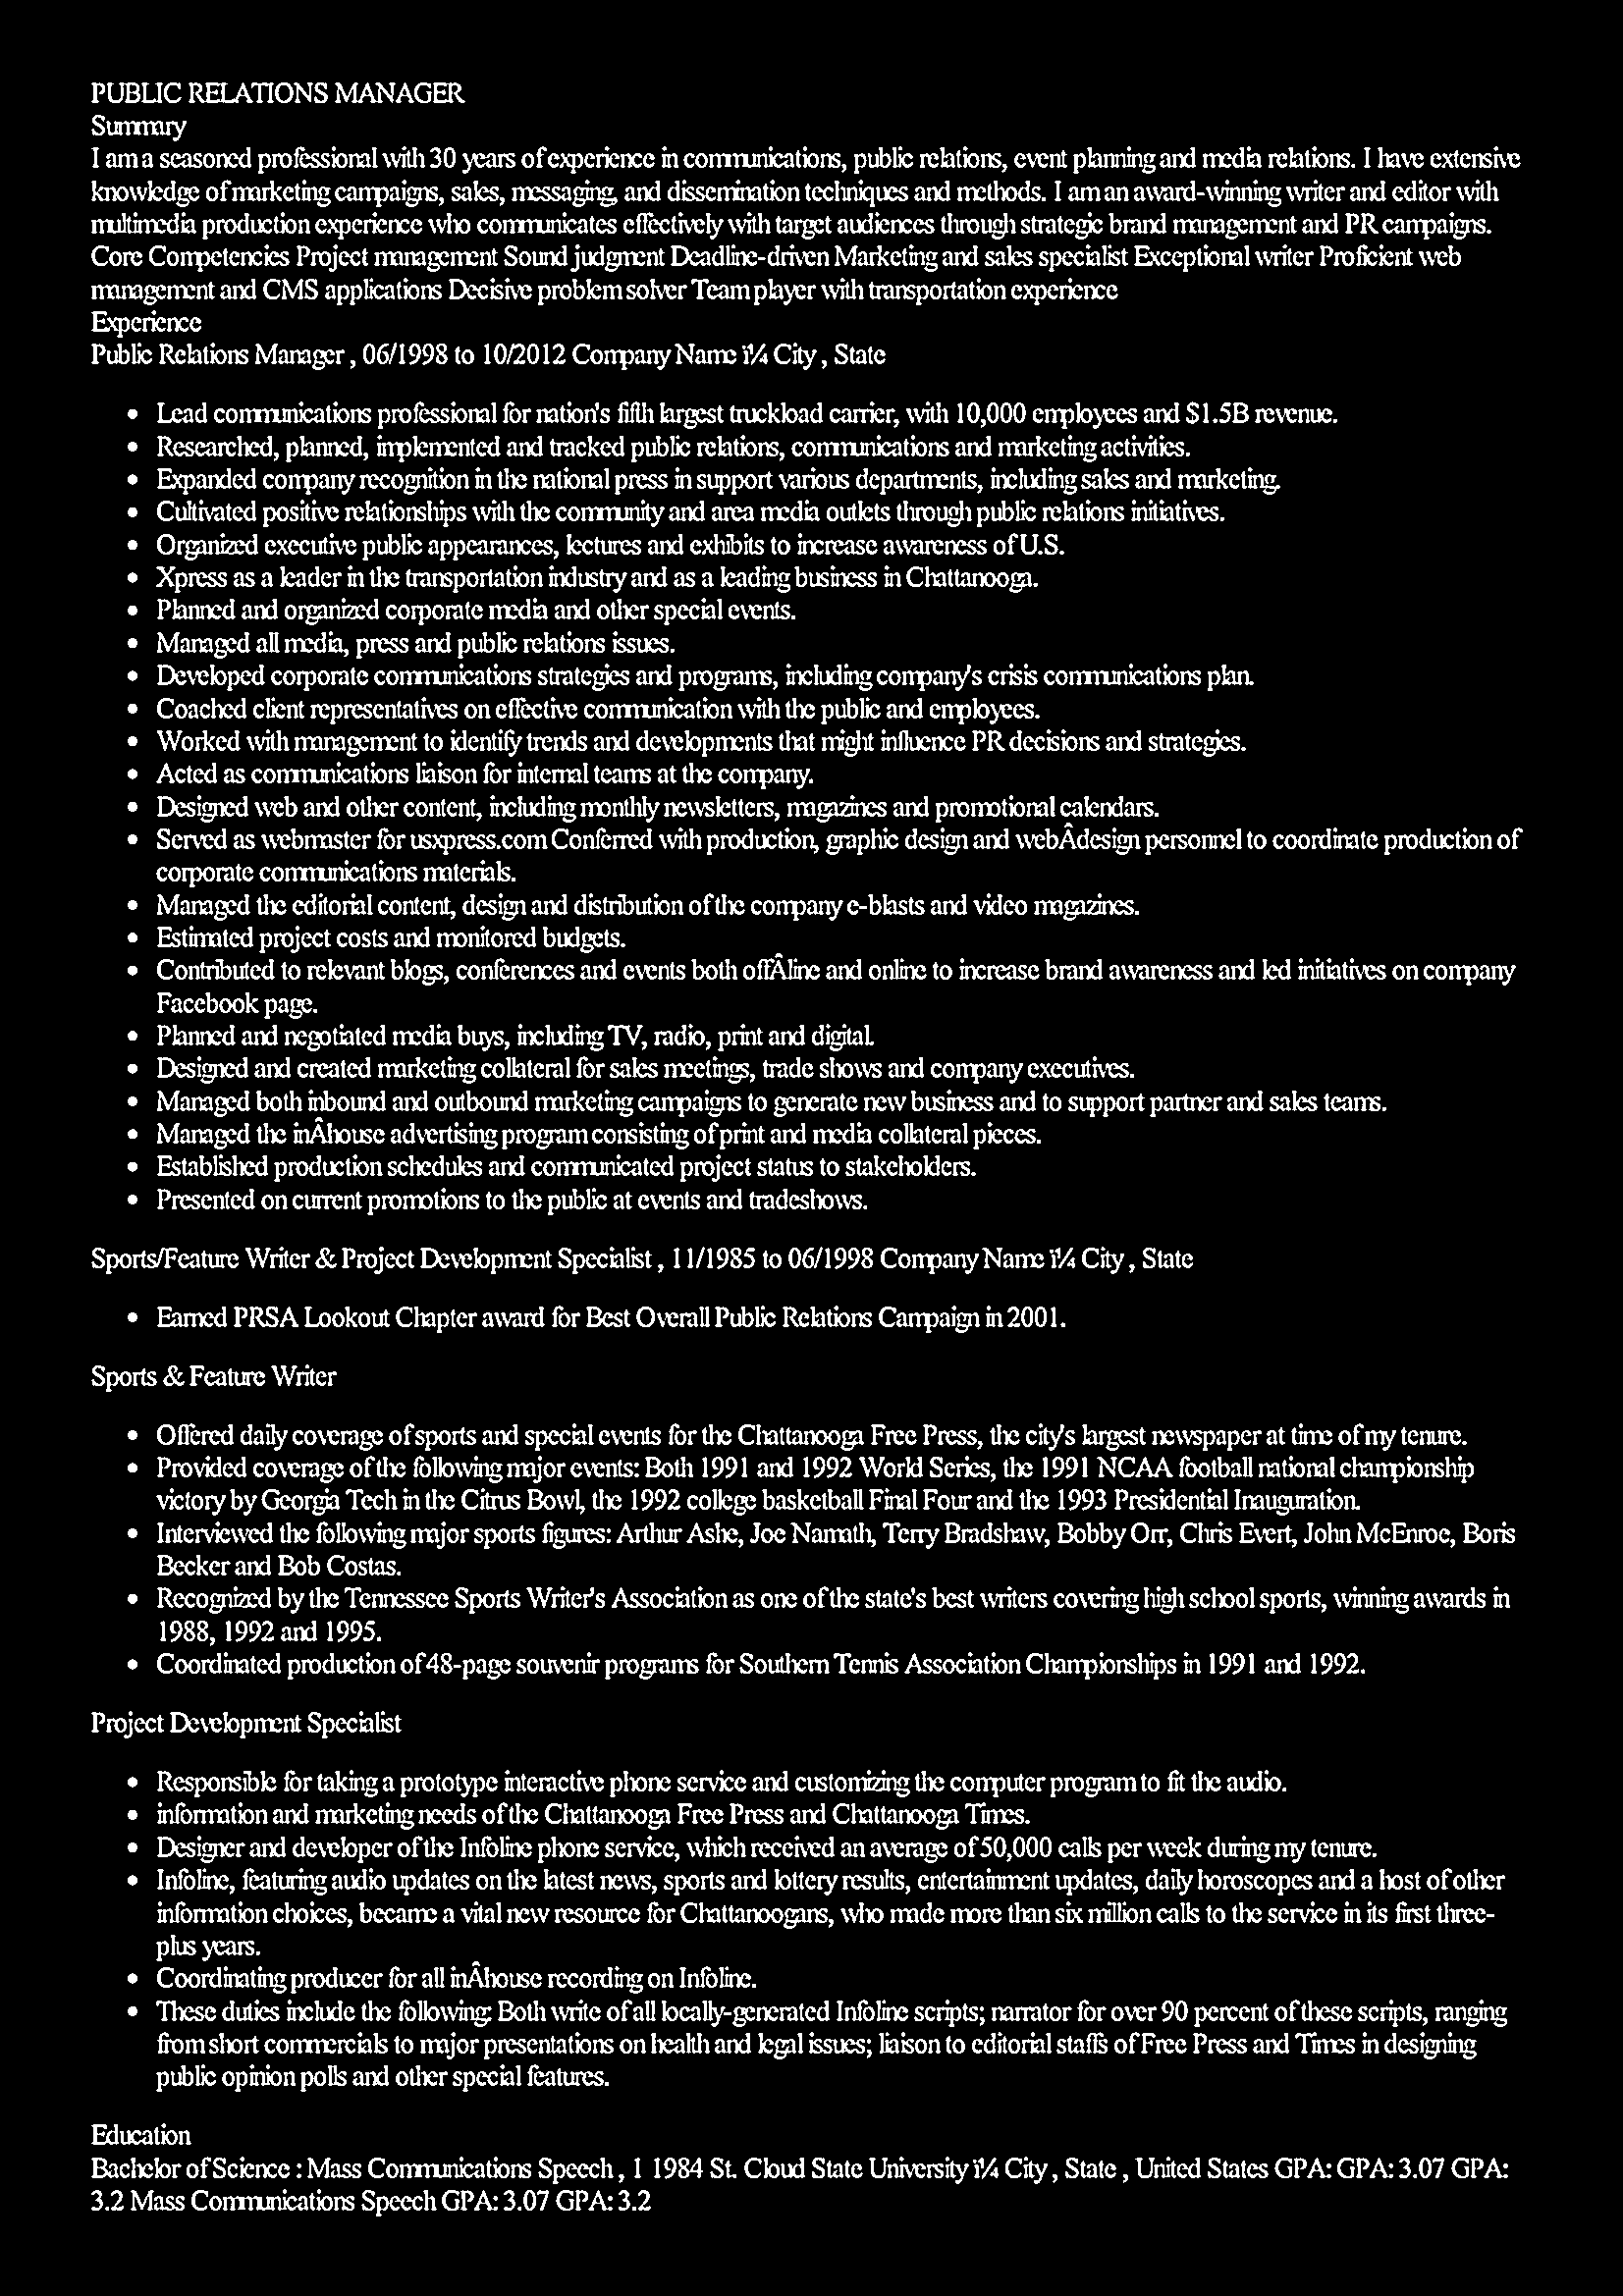 PUBLIC RELATIONS MANAGER
Summary
I am a seasoned professional with 30 years of experience in communications, public relations, event planning and media relations. I have extensive
knowledge of marketing campaigns, sales, messaging, and dissemination techniques and methods. I am an award-winning writer and editor with
multimedia production experience who communicates effectively with target audiences through strategic brand management and PR campaigns.
Core Competencies Project management Sound judgment Deadline-driven Marketing and sales specialist Exceptional writer Proficient web
management and CMS applications Decisive problem solver Team player with transportation experience
Experience
Public Relations Manager , 06/1998 to 10/2012 Company Name ï¼ City , State
• Lead communications professional for nation's fifth largest truckload carrier, with 10,000 employees and $1.5B revenue.
• Researched, planned, implemented and tracked public relations, communications and marketing activities.
• Expanded company recognition in the national press in support various departments, including sales and marketing.
• Cultivated positive relationships with the community and area media outlets through public relations initiatives.
• Organized executive public appearances, lectures and exhibits to increase awareness of U.S.
• Xpress as a leader in the transportation industry and as a leading business in Chattanooga.
• Planned and organized corporate media and other special events.
• Managed all media, press and public relations issues.
• Developed corporate communications strategies and programs, including company's crisis communications plan.
• Coached client representatives on effective communication with the public and employees.
• Worked with management to identify trends and developments that might influence PR decisions and strategies.
• Acted as communications liaison for internal teams at the company.
• Designed web and other content, including monthly newsletters, magazines and promotional calendars.
• Served as webmaster for usxpress.com Conferred with production, graphic design and webÂdesign personnel to coordinate production of
corporate communications materials.
• Managed the editorial content, design and distribution of the company e-blasts and video magazines.
• Estimated project costs and monitored budgets.
• Contributed to relevant blogs, conferences and events both offÂline and online to increase brand awareness and led initiatives on company
Facebook page.
• Planned and negotiated media buys, including TV, radio, print and digital.
• Designed and created marketing collateral for sales meetings, trade shows and company executives.
• Managed both inbound and outbound marketing campaigns to generate new business and to support partner and sales teams.
• Managed the inÂhouse advertising program consisting of print and media collateral pieces.
• Established production schedules and communicated project status to stakeholders.
• Presented on current promotions to the public at events and tradeshows.
Sports/Feature Writer & Project Development Specialist , 11/1985 to 06/1998 Company Name ï¼ City , State
• Earned PRSA Lookout Chapter award for Best Overall Public Relations Campaign in 2001.
Sports & Feature Writer
• Offered daily coverage of sports and special events for the Chattanooga Free Press, the city's largest newspaper at time of my tenure.
• Provided coverage of the following major events: Both 1991 and 1992 World Series, the 1991 NCAA football national championship
victory by Georgia Tech in the Citrus Bowl, the 1992 college basketball Final Four and the 1993 Presidential Inauguration.
• Interviewed the following major sports figures: Arthur Ashe, Joe Namath, Terry Bradshaw, Bobby Orr, Chris Evert, John McEnroe, Boris
Becker and Bob Costas.
• Recognized by the Tennessee Sports Writer's Association as one of the state's best writers covering high school sports, winning awards in
1988, 1992 and 1995.
• Coordinated production of 48-page souvenir programs for Southern Tennis Association Championships in 1991 and 1992.
Project Development Specialist
• Responsible for taking a prototype interactive phone service and customizing the computer program to fit the audio.
• information and marketing needs of the Chattanooga Free Press and Chattanooga Times.
• Designer and developer of the Infoline phone service, which received an average of 50,000 calls per week during my tenure.
• Infoline, featuring audio updates on the latest news, sports and lottery results, entertainment updates, daily horoscopes and a host of other
information choices, became a vital new resource for Chattanoogans, who made more than six million calls to the service in its first three-
plus years.
• Coordinating producer for all inÂhouse recording on Infoline.
• These duties include the following: Both write of all locally-generated Infoline scripts; narrator for over 90 percent of these scripts, ranging
from short commercials to major presentations on health and legal issues; liaison to editorial staffs of Free Press and Times in designing
public opinion polls and other special features.
Education
Bachelor of Science : Mass Communications Speech , 1 1984 St. Cloud State University ï¼ City , State , United States GPA: GPA: 3.07 GPA:
3.2 Mass Communications Speech GPA: 3.07 GPA: 3.2